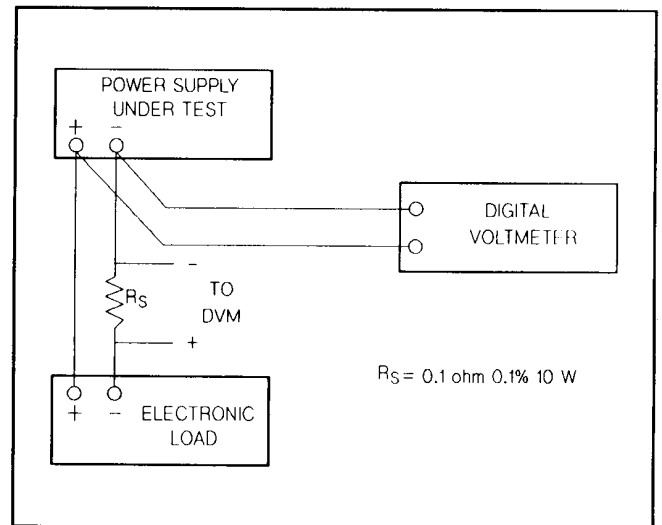 POWER SUPPLY
UNDER TEST
+ −
DIGITAL
VOLTMETER
−
RS
TO
DVM
+
RS= 0.1 ohm 0.1% 10 W
+ −
ELECTRONIC
LOAD